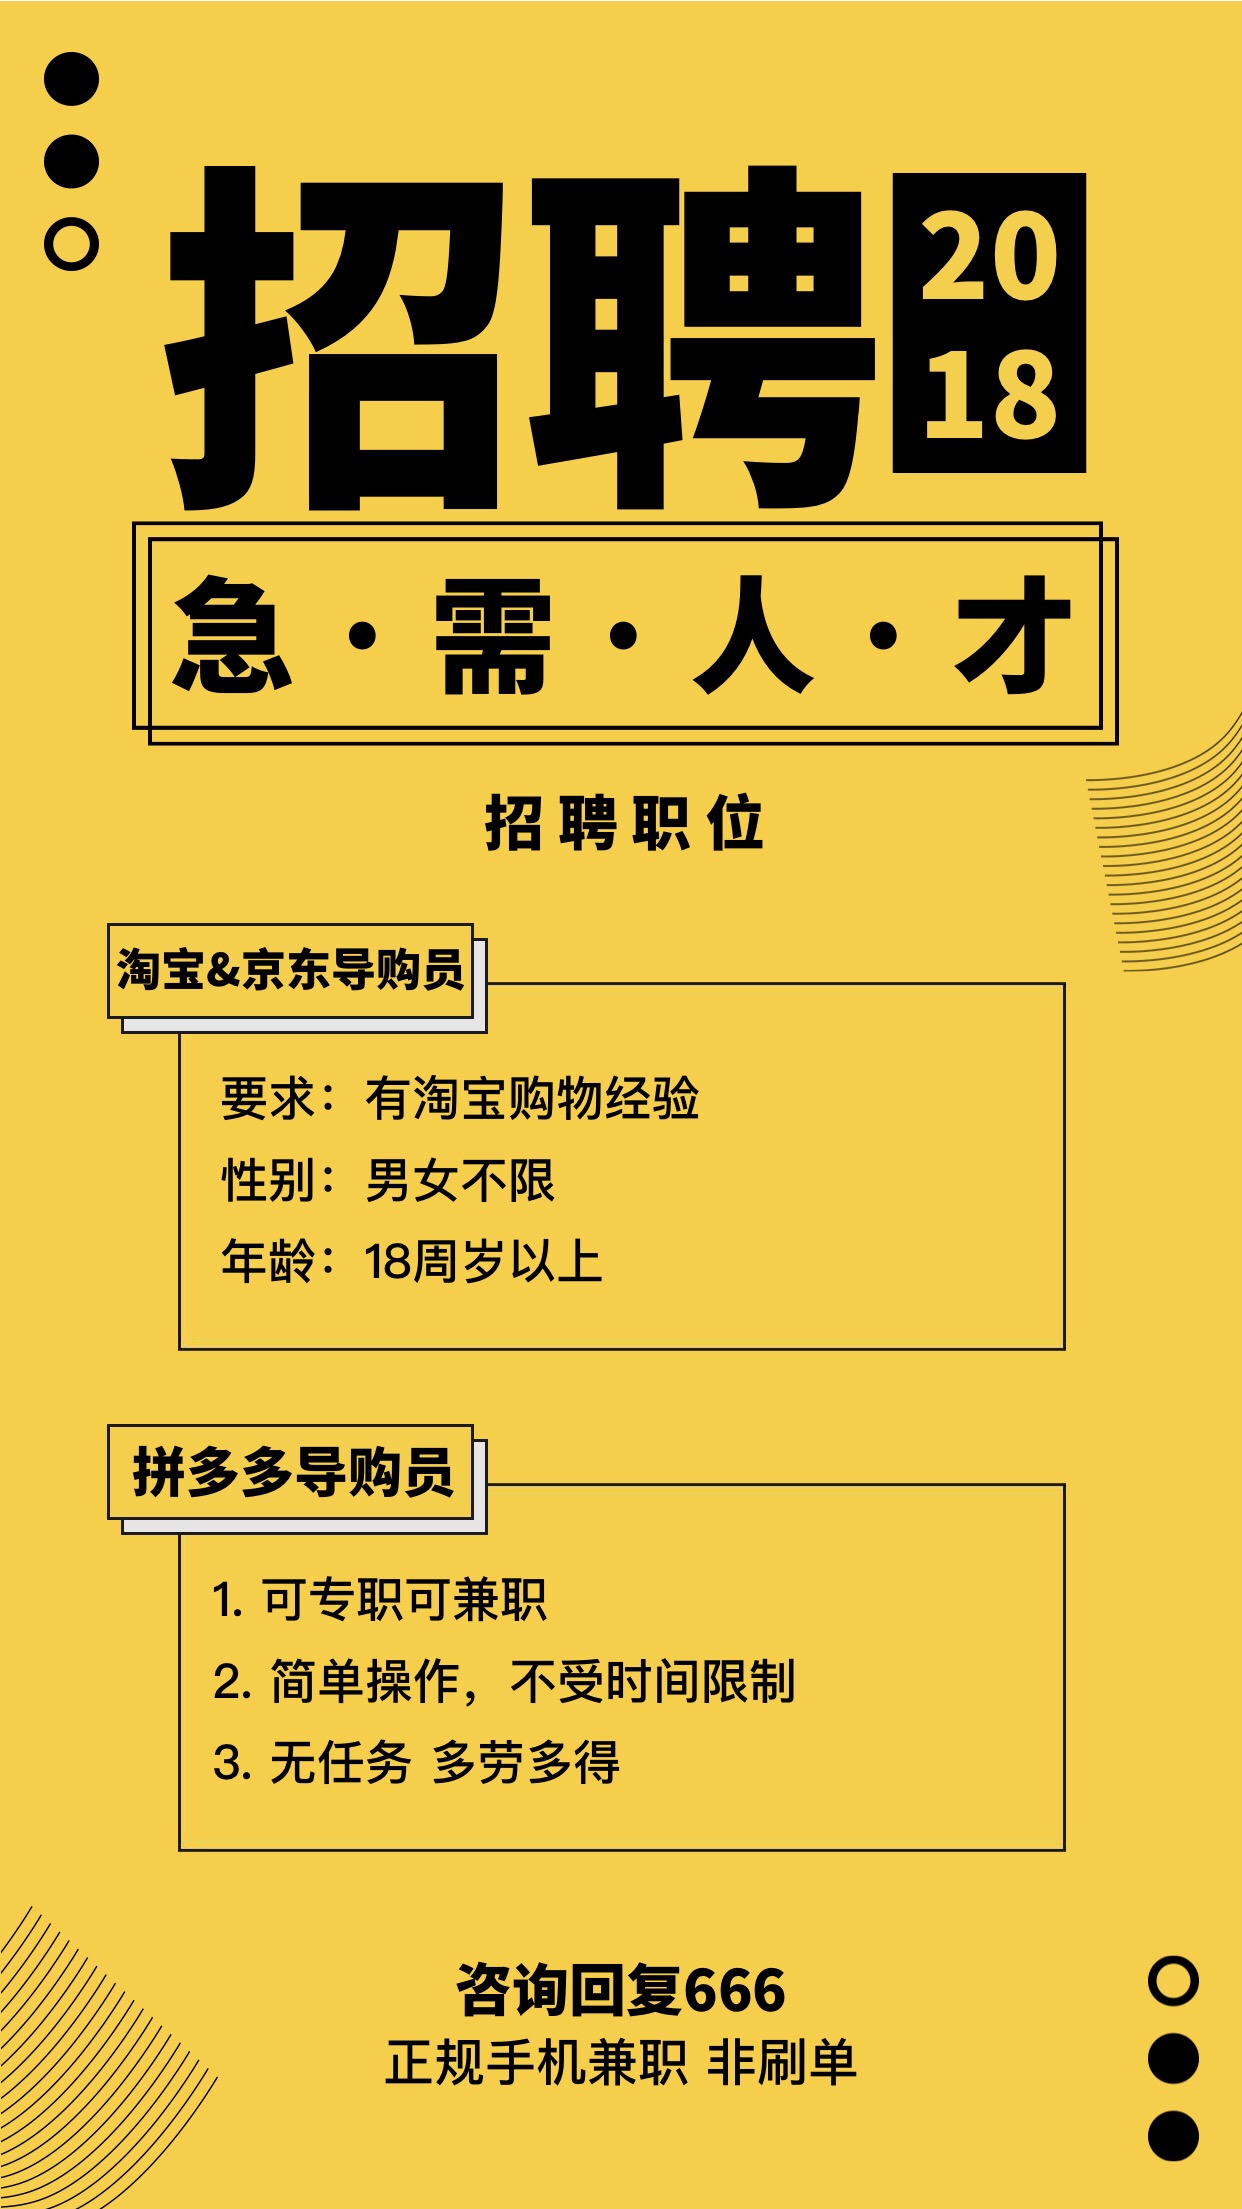 招聘
20
18
急·需·人·才
招聘职位
淘宝&京东导购员
要求：有淘宝购物经验
性别：男女不限
年龄：18周岁以上
拼多多导购员
1. 可专职可兼职
2. 简单操作，不受时间限制
3. 无任务 多劳多得
咨询回复666
正规手机兼职 非刷单